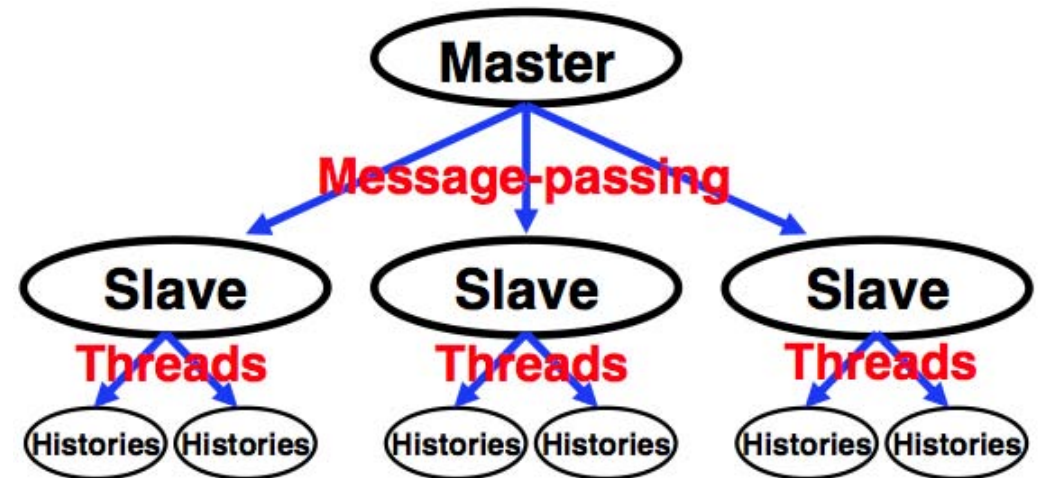 Master
Message-passing
Slave Slave Slave
Threads Threads Threads
Histories Histories Histories Histories Histories Histories